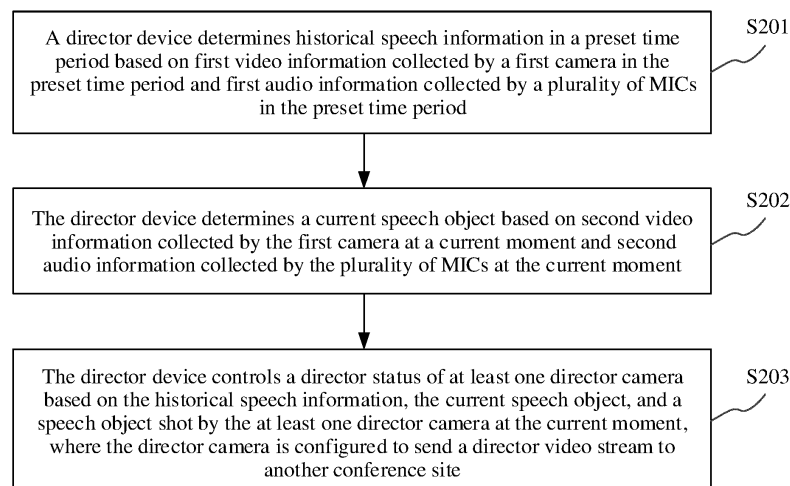 S201
A director device determines historical speech information in a preset time
period based on first video information collected by a first camera in the
preset time period and first audio information collected by a plurality of MICs
in the preset time period
S202
The director device determines a current speech object based on second video
information collected by the first camera at a current moment and second
audio information collected by the plurality of MICs at the current moment
S203
The director device controls a director status of at least one director camera
based on the historical speech information, the current speech object, and a
speech object shot by the at least one director camera at the current moment,
where the director camera is configured to send a director video stream to
another conference site